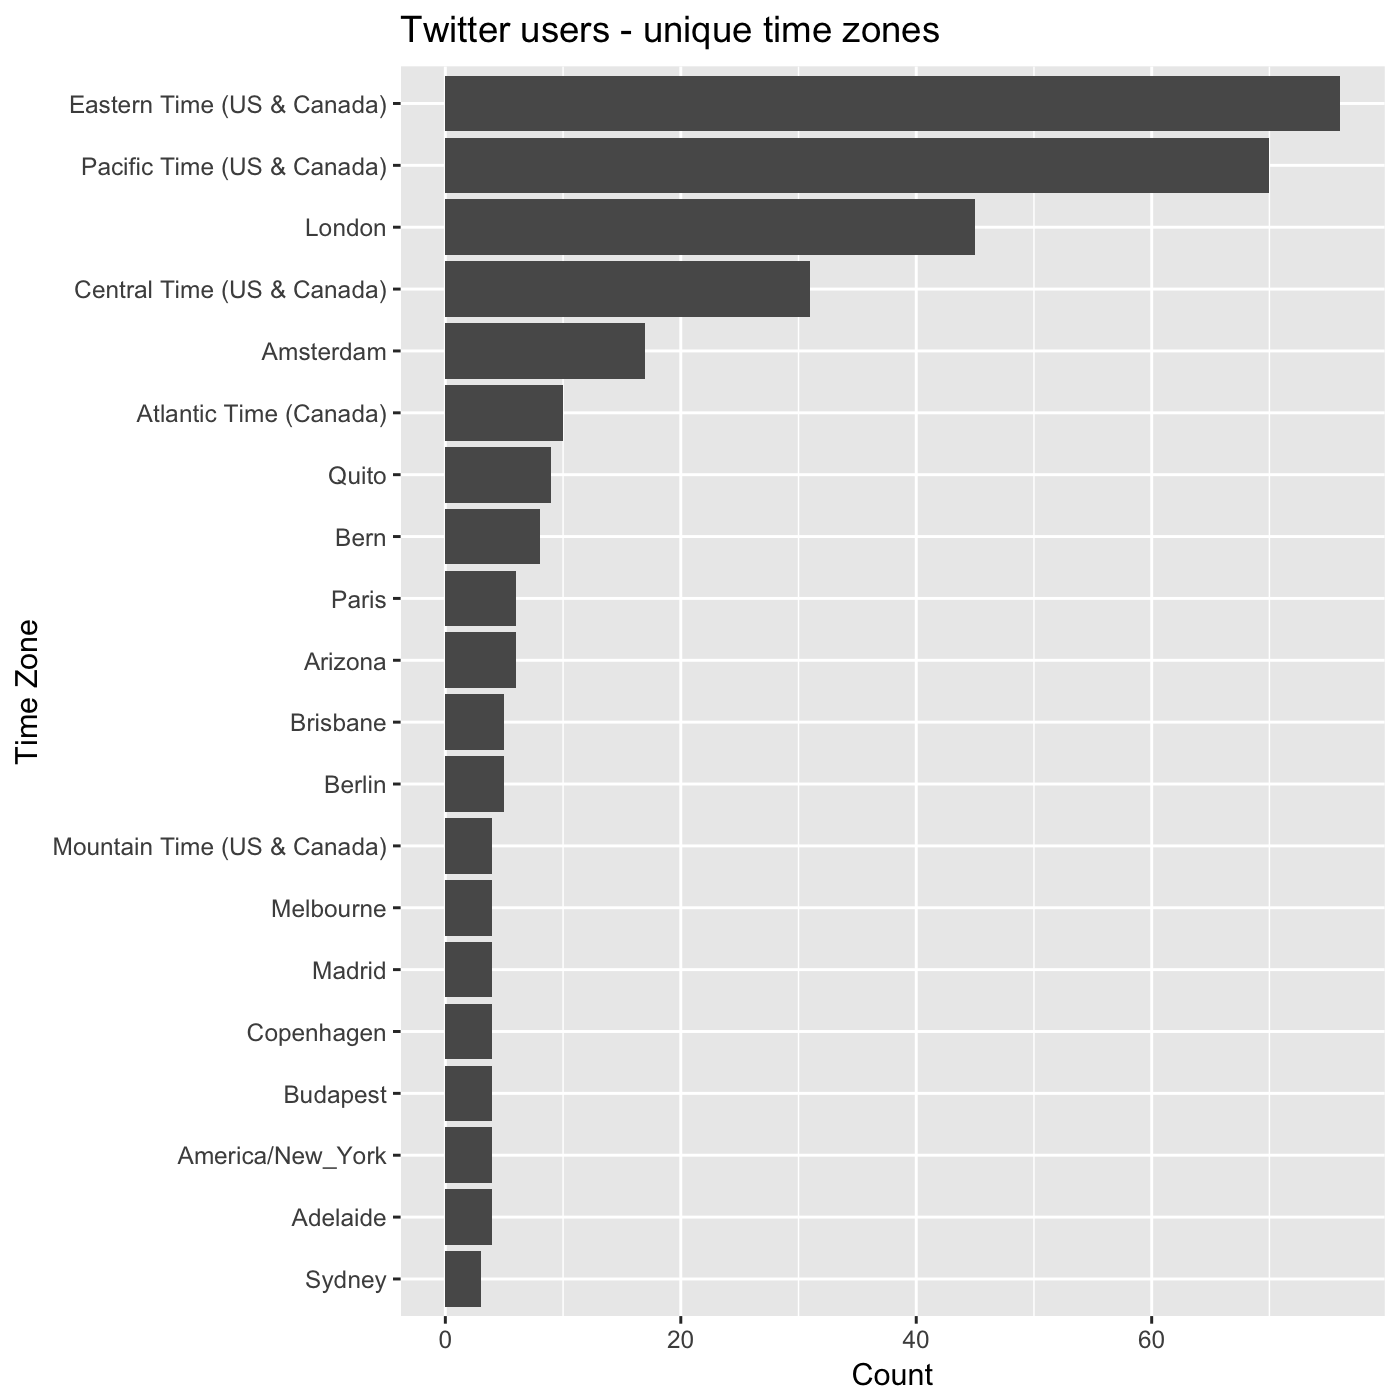 Twitter users - unique time zones
Time Zone
Eastern Time (US & Canada)
Pacific Time (US & Canada)
London
Central Time (US & Canada)
Amsterdam
Atlantic Time (Canada)
Quito
Bern
Paris
Arizona
Brisbane
Berlin
Mountain Time (US & Canada)
Melbourne
Madrid
Copenhagen
Budapest
America/New_York
Adelaide
Sydney
0 20 40 60
Count